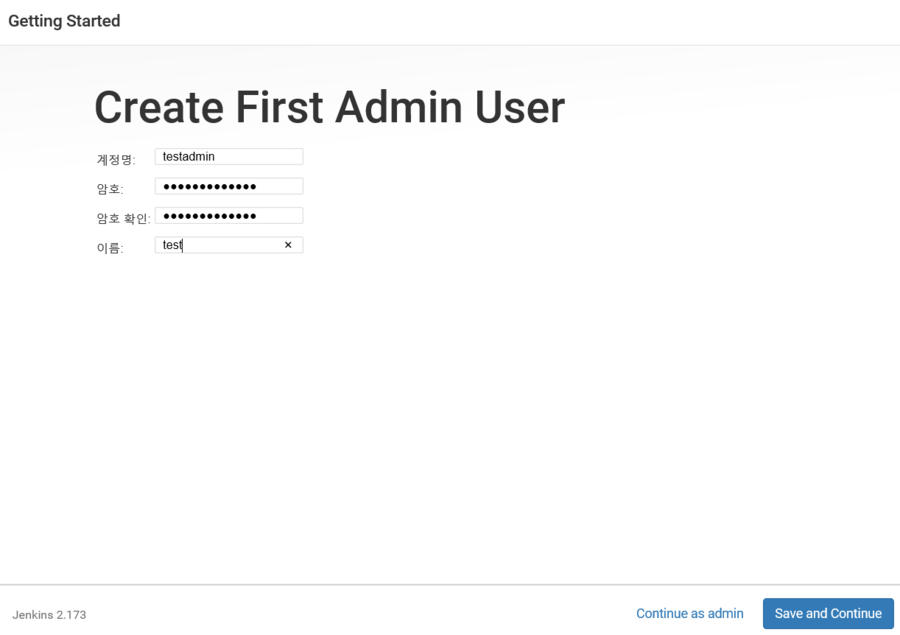 Getting Started
Create First Admin User
계정명: testadmin
암호: •••••••••••••
암호 확인: •••••••••••••
이름: test ×
Jenkins 2.173 Continue as admin Save and Continue